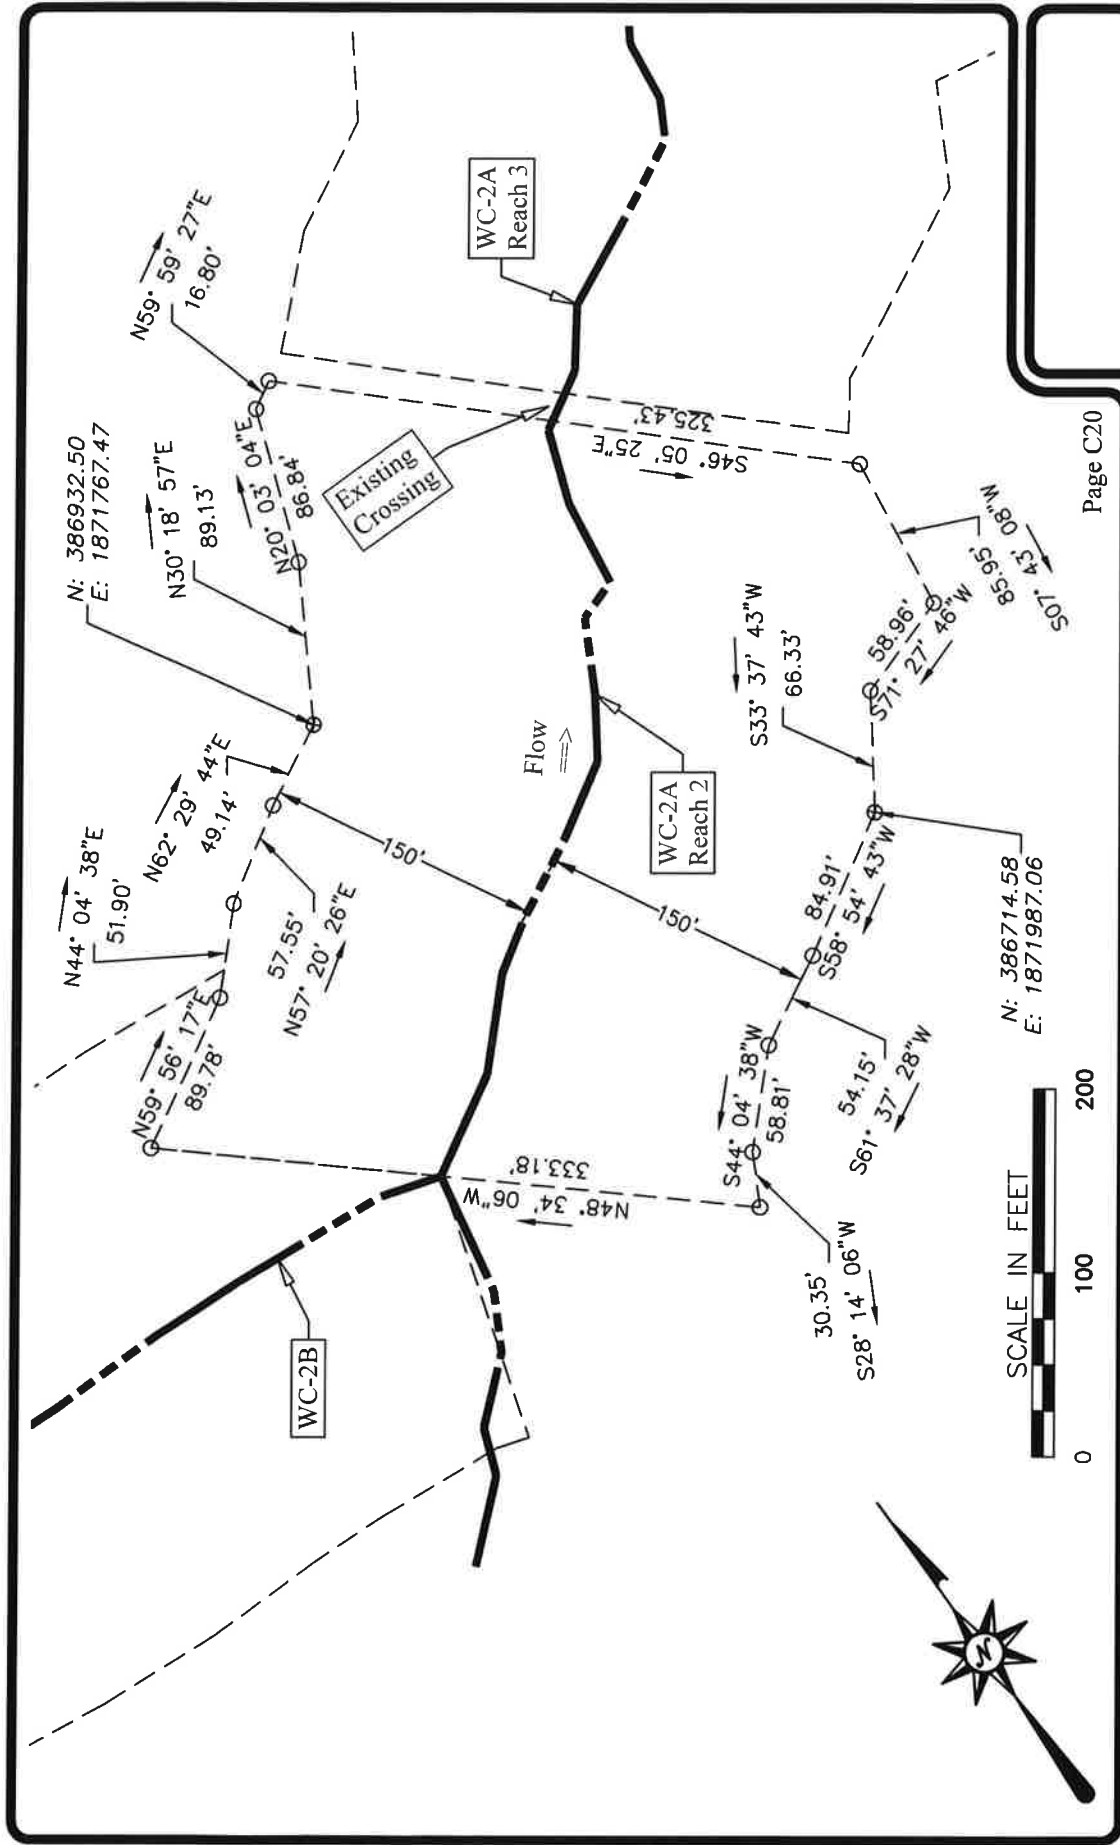 N59° 56' 17"E
89.78'
N44° 04' 38"E
51.90'
57.55'
N57° 20' 26"E
N62° 29' 44"E
49.14'
N: 386932.50
E: 1871767.47
N30° 18' 57"E
89.13'
N20° 03' 04"E
86.84'
N59° 59' 27"E
16.80'
Existing
Crossing
WC-2A
Reach 3
S46° 05' 25"E
325.43'
150'
Flow
WC-2A
Reach 2
150'
WC-2B
N48° 34' 06"W
333.18'
30.35'
S28° 14' 06"W
S44° 04' 38"W
58.81'
54.15'
S61° 37' 28"W
84.91'
S58° 54' 43"W
N: 386714.58
E: 1871987.06
S33° 37' 43"W
66.33'
58.96'
S71° 27' 46"W
85.95'
S07° 43' 08"W
SCALE IN FEET
0 100 200
N
Page C20